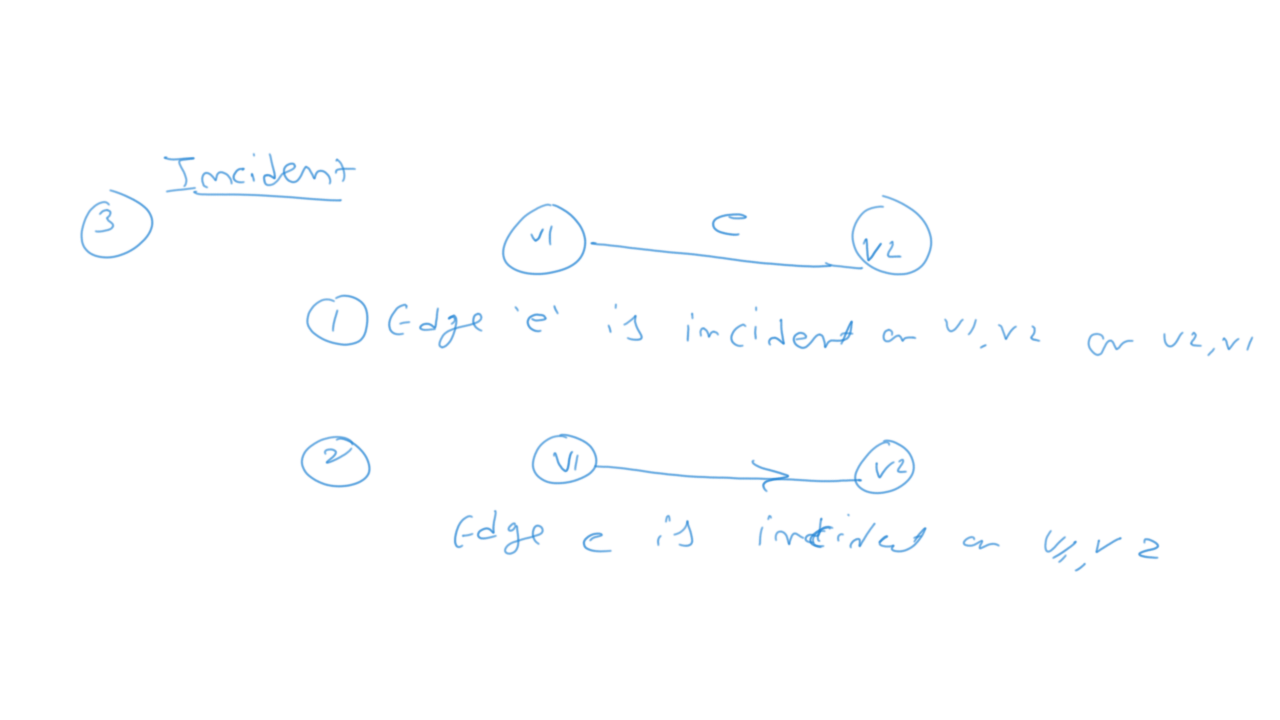 Incident
3
v1 e v2
1 Edge 'e' is incident on v1, v2 or v2, v1
2 V1 v2
Edge e is incident on v1, v2